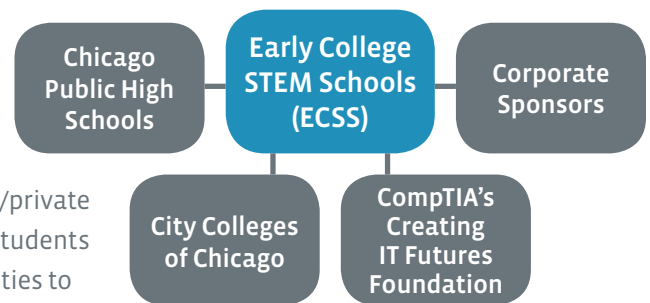 Chicago
Public High
Schools
Early College
STEM Schools
(ECSS)
Corporate
Sponsors
/private
tudents
ties to
City Colleges
of Chicago
CompTIA's
Creating
IT Futures
Foundation